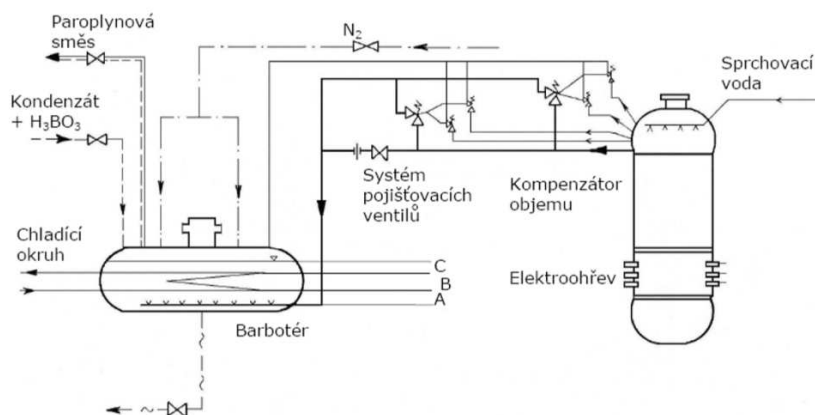 Paroplynová
směs
N₂
Sprchovací
voda
Kondenzát
+ H₃BO₃
Systém
pojišťovacích
ventilů
Kompenzátor
objemu
Chladící
okruh
C
B
A
Elektroohřev
Barbotér